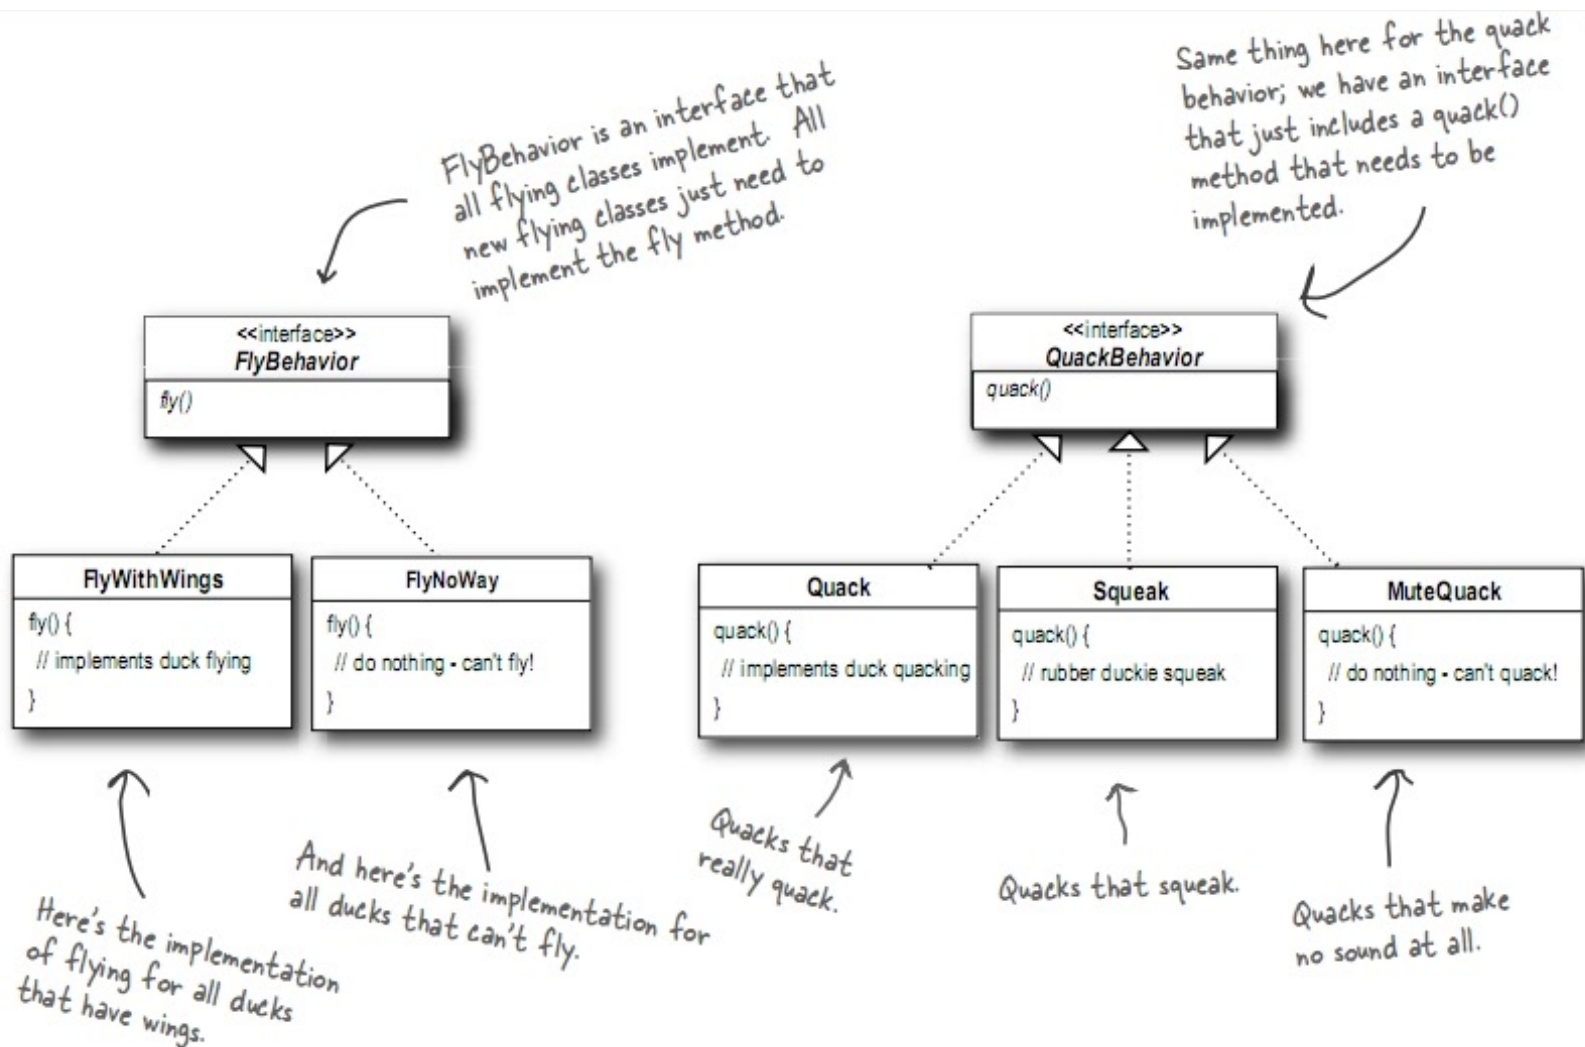 FlyBehavior is an interface that
all flying classes implement. All
new flying classes just need to
implement the fly method.
Same thing here for the quack
behavior; we have an interface
that just includes a quack()
method that needs to be
implemented.
<<interface>>
FlyBehavior
fly()
<<interface>>
QuackBehavior
quack()
FlyWithWings
fly() {
// implements duck flying
}
FlyNoWay
fly() {
// do nothing - can't fly!
}
Quack
quack() {
// implements duck quacking
}
Squeak
quack() {
// rubber duckie squeak
}
MuteQuack
quack() {
// do nothing - can't quack!
}
Here's the implementation
of flying for all ducks
that have wings.
And here's the implementation for
all ducks that can't fly.
Quacks that
really quack.
Quacks that squeak.
Quacks that make
no sound at all.